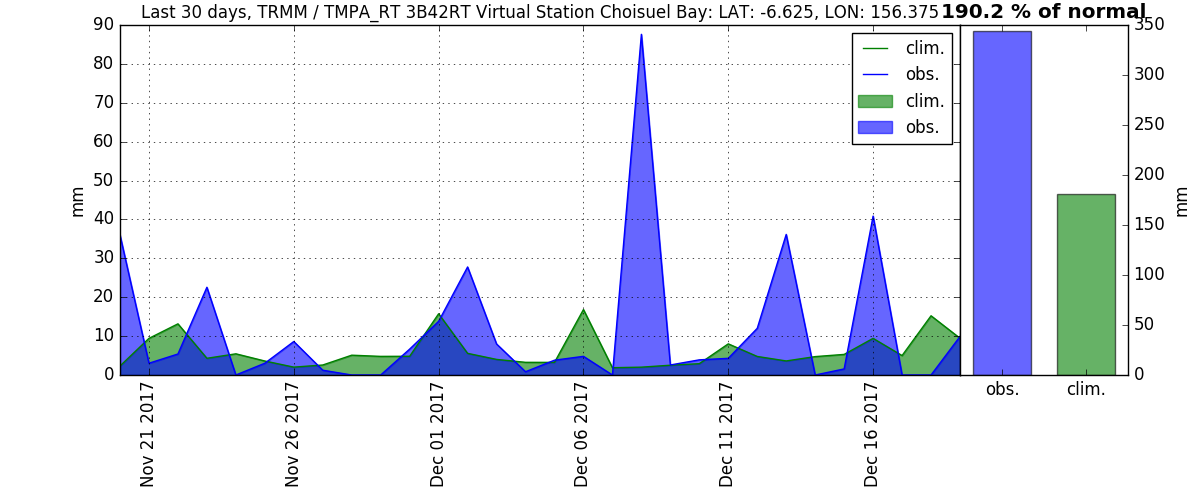 Last 30 days, TRMM / TMPA_RT 3B42RT Virtual Station Choisuel Bay: LAT: -6.625, LON: 156.375
190.2 % of normal
90
80
70
60
50
40
30
20
10
0
mm
clim.
obs.
clim.
obs.
Nov 21 2017
Nov 26 2017
Dec 01 2017
Dec 06 2017
Dec 11 2017
Dec 16 2017
350
300
250
200
150
100
50
0
mm
obs.
clim.